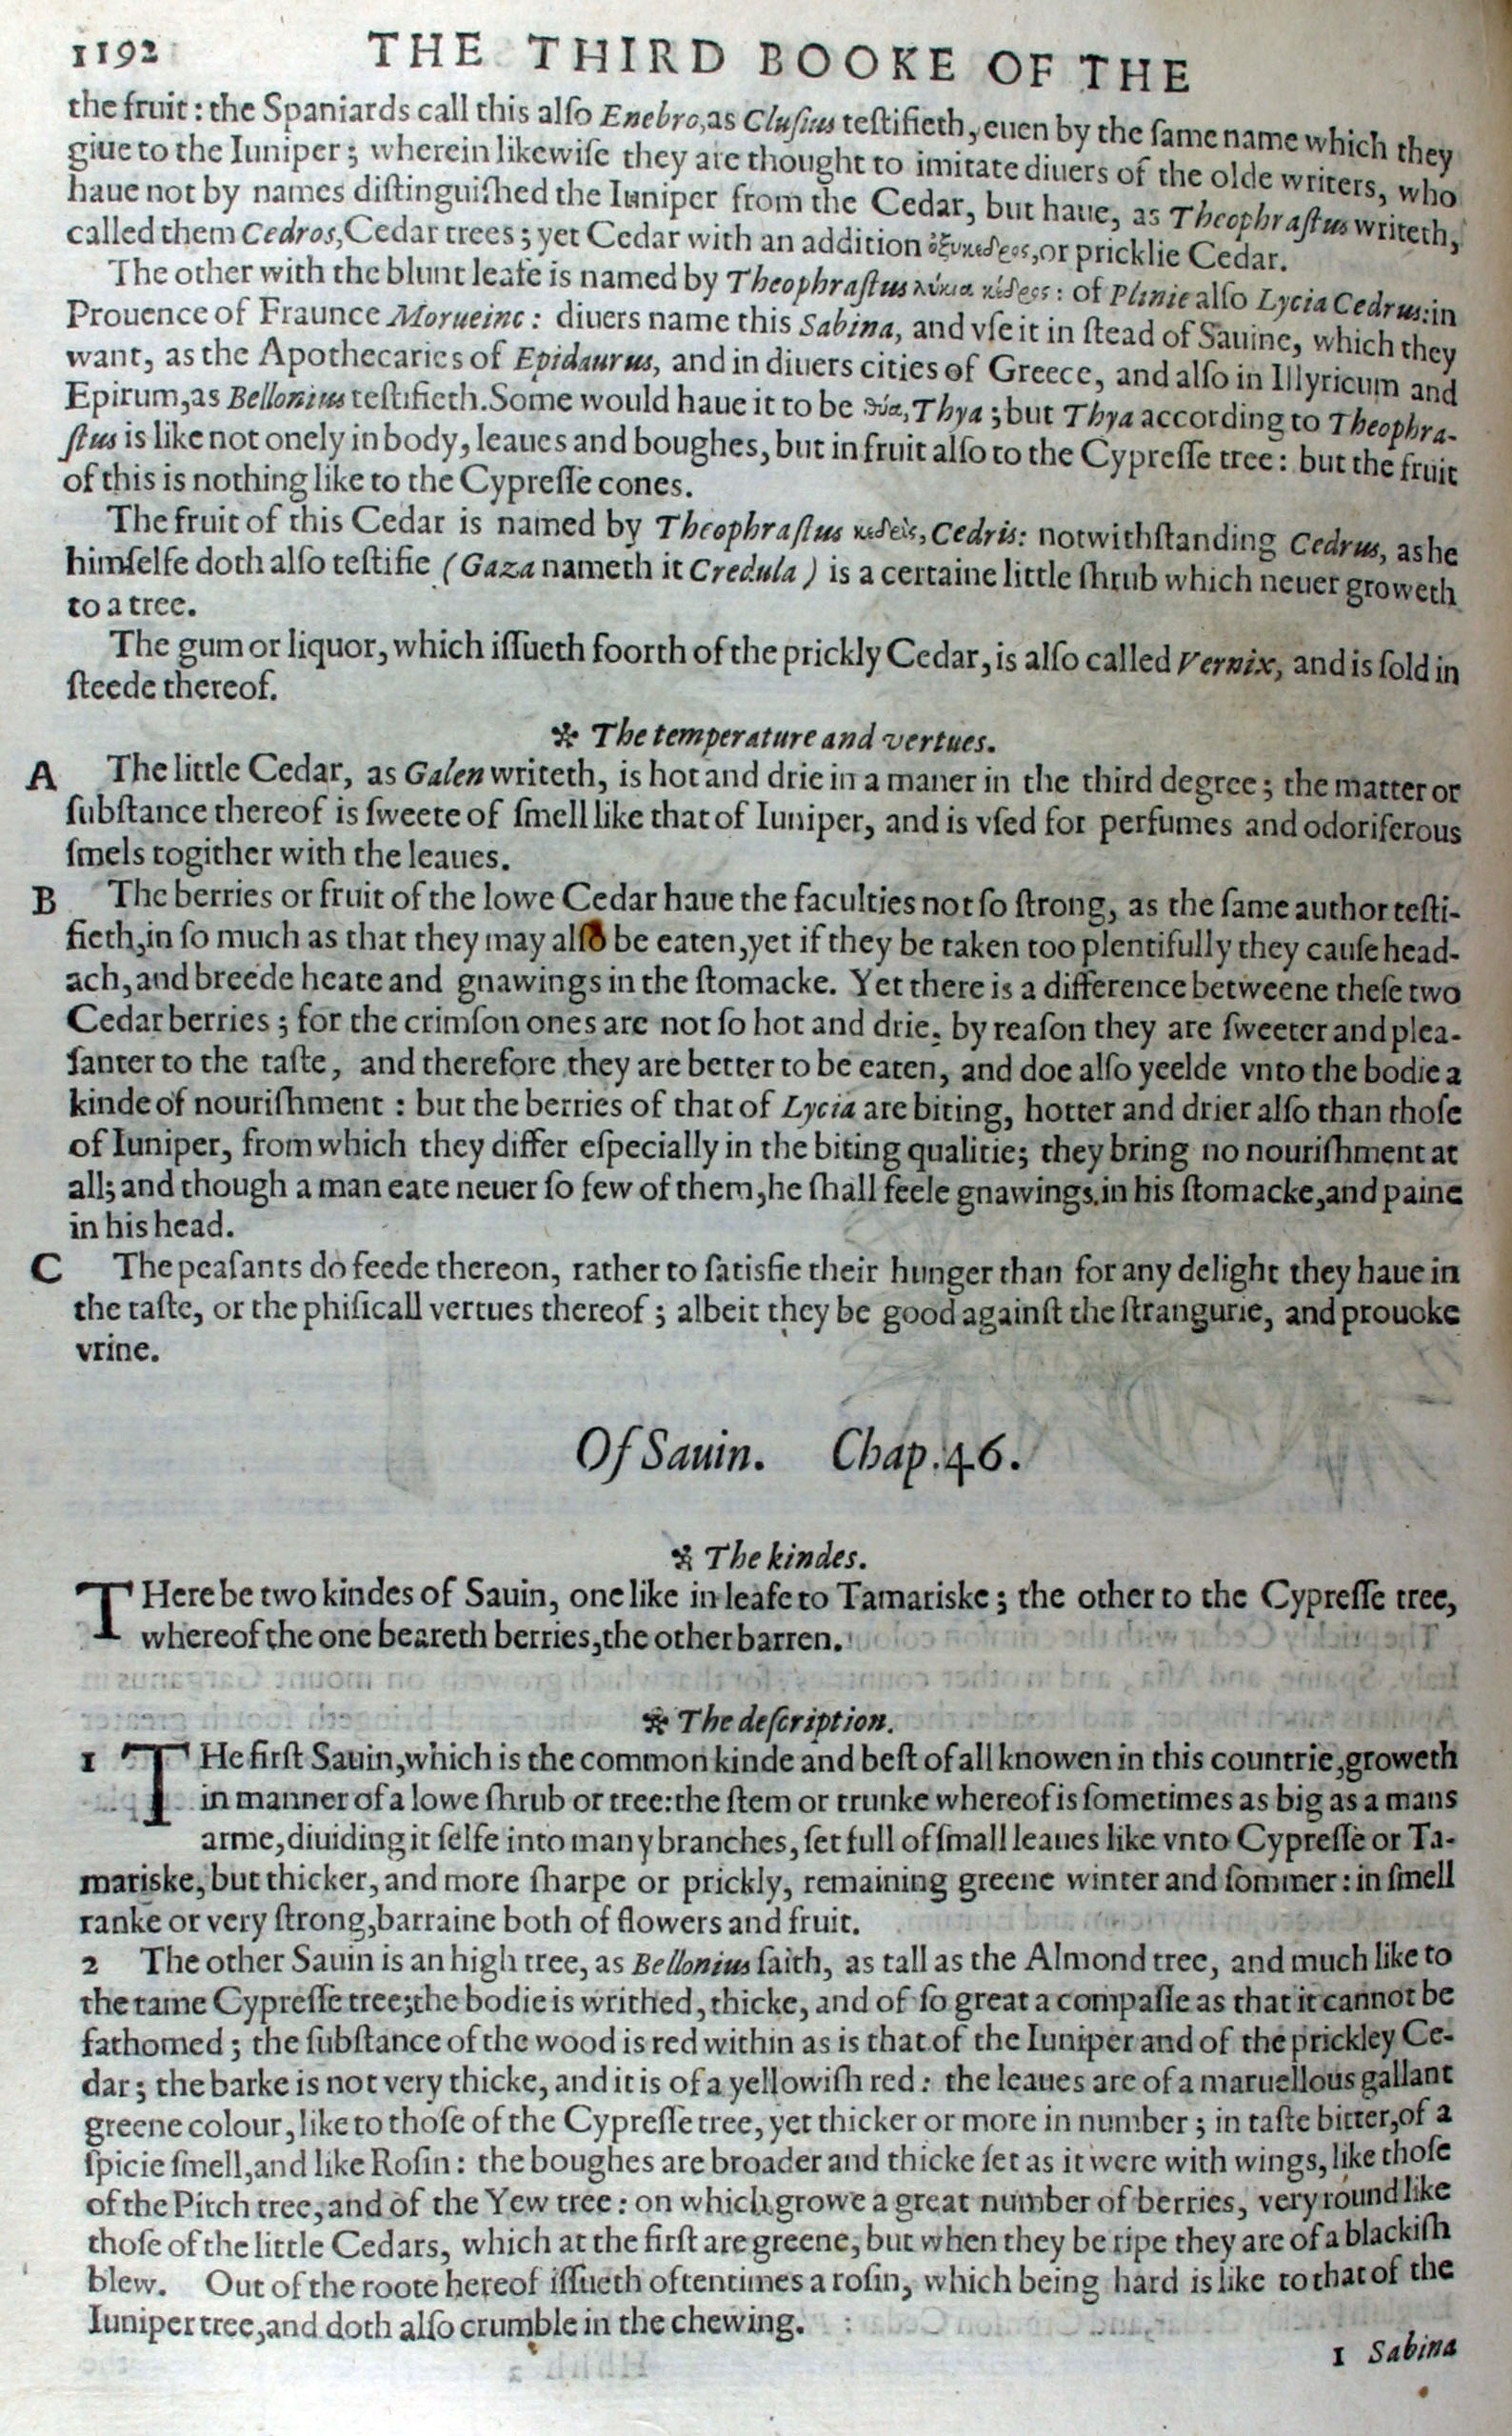 1192 THE THIRD BOOKE OF THE
the fruit: the Spaniards call this alſo Enebro, as Cluſius teſtifieth, euen by the ſame name which they
giue to the Iuniper; wherein likewiſe they are thought to imitate diuers of the olde writers, who
haue not by names diſtinguiſhed the Iuniper from the Cedar, but haue, as Theophraſtus writeth,
called them Cedros, Cedar trees; yet Cedar with an addition ὀξυκεδρος, or pricklie Cedar.
The other with the blunt leafe is named by Theophraſtus λύκια κέδρος: of Plinie alſo Lycia Cedrus: in
Prouence of Fraunce Morueinc: diuers name this Sabina, and vſe it in ſtead of Sauine, which they
want, as the Apothecaries of Epidaurus, and in diuers cities of Greece, and alſo in Illyricum and
Epirum, as Bellonius teſtifieth. Some would haue it to be θύα, Thya; but Thya according to Theophra-
ſtus is like not onely in body, leaues and boughes, but in fruit alſo to the Cypreſſe tree: but the fruit
of this is nothing like to the Cypreſſe cones.
The fruit of this Cedar is named by Theophraſtus κεδρὶς, Cedris: notwithſtanding Cedrus, as he
himſelfe doth alſo teſtifie (Gaza nameth it Credula) is a certaine little ſhrub which neuer groweth
to a tree.
The gum or liquor, which iſſueth foorth of the prickly Cedar, is alſo called Vernix, and is ſold in
ſteede thereof.
❧ The temperature and vertues.
A The little Cedar, as Galen writeth, is hot and drie in a maner in the third degree; the matter or
ſubſtance thereof is ſweete of ſmell like that of Iuniper, and is vſed for perfumes and odoriferous
ſmels togither with the leaues.
B The berries or fruit of the lowe Cedar haue the faculties not ſo ſtrong, as the ſame author teſti-
fieth, in ſo much as that they may alſo be eaten, yet if they be taken too plentifully they cauſe head-
ach, and breede heate and gnawings in the ſtomacke. Yet there is a difference betweene theſe two
Cedar berries; for the crimſon ones are not ſo hot and drie, by reaſon they are ſweeter and plea-
ſanter to the taſte, and therefore they are better to be eaten, and doe alſo yeelde vnto the bodie a
kinde of nouriſhment: but the berries of that of Lycia are biting, hotter and drier alſo than thoſe
of Iuniper, from which they differ eſpecially in the biting qualitie; they bring no nouriſhment at
all; and though a man eate neuer ſo few of them, he ſhall feele gnawings in his ſtomacke, and paine
in his head.
C The peaſants do feede thereon, rather to ſatisfie their hunger than for any delight they haue in
the taſte, or the phiſicall vertues thereof; albeit they be good againſt the ſtrangurie, and prouoke
vrine.
Of Sauin. Chap. 46.
❧ The kindes.
THere be two kindes of Sauin, one like in leafe to Tamariske; the other to the Cypreſſe tree,
whereof the one beareth berries, the other barren.
❧ The deſcription.
1 THe firſt Sauin, which is the common kinde and beſt of all knowen in this countrie, groweth
in manner of a lowe ſhrub or tree: the ſtem or trunke whereof is ſometimes as big as a mans
arme, diuiding it ſelfe into many branches, ſet full of ſmall leaues like vnto Cypreſſe or Ta-
mariske, but thicker, and more ſharpe or prickly, remaining greene winter and ſommer: in ſmell
ranke or very ſtrong, barraine both of flowers and fruit.
2 The other Sauin is an high tree, as Bellonius ſaith, as tall as the Almond tree, and much like to
the tame Cypreſſe tree; the bodie is writhed, thicke, and of ſo great a compaſſe as that it cannot be
fathomed; the ſubſtance of the wood is red within as is that of the Iuniper and of the prickley Ce-
dar; the barke is not very thicke, and it is of a yellowiſh red: the leaues are of a maruellous gallant
greene colour, like to thoſe of the Cypreſſe tree, yet thicker or more in number; in taſte bitter, of a
ſpicie ſmell, and like Roſin: the boughes are broader and thicke ſet as it were with wings, like thoſe
of the Pitch tree, and of the Yew tree: on which growe a great number of berries, very round like
thoſe of the little Cedars, which at the firſt are greene, but when they be ripe they are of a blackiſh
blew. Out of the roote hereof iſſueth oftentimes a roſin, which being hard is like to that of the
Iuniper tree, and doth alſo crumble in the chewing.
1 Sabina